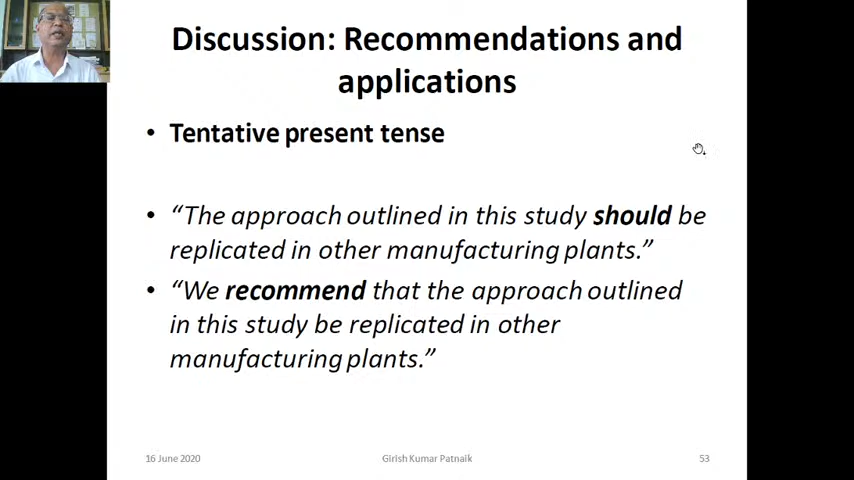 Discussion: Recommendations and
applications
• Tentative present tense
• “The approach outlined in this study should be
replicated in other manufacturing plants.”
• “We recommend that the approach outlined
in this study be replicated in other
manufacturing plants.”
16 June 2020
Girish Kumar Patnaik
53